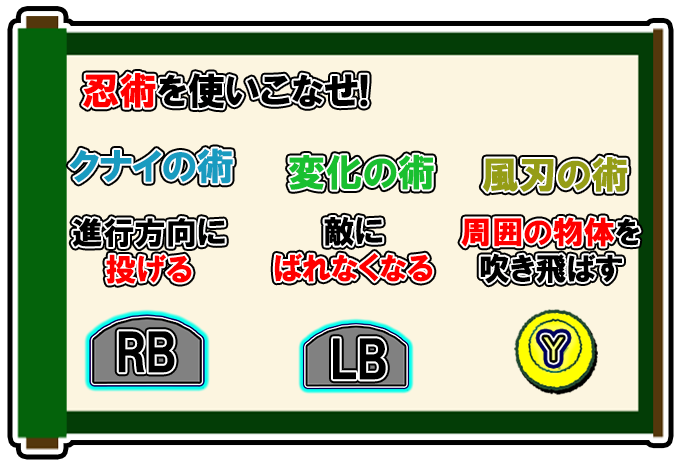 忍術を使いこなせ!
クナイの術
進行方向に
投げる
RB
変化の術
敵に
ばれなくなる
LB
風刃の術
周囲の物体を
吹き飛ばす
Y